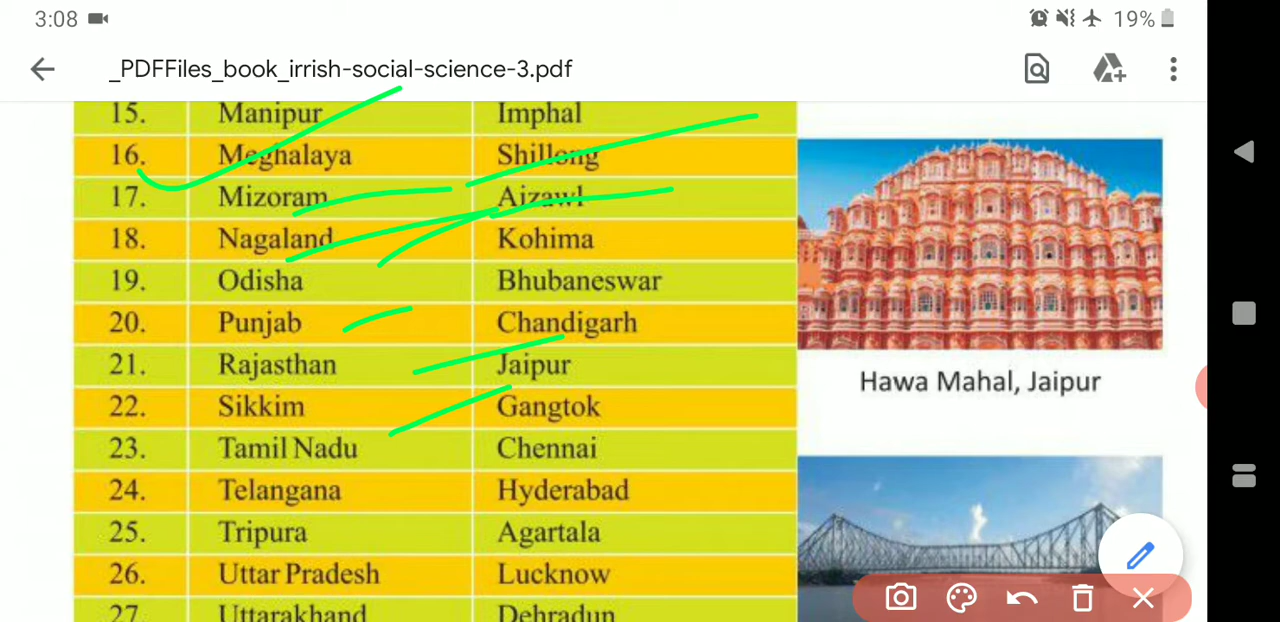 3:08 19%
_PDFFiles_book_irrish-social-science-3.pdf
15. Manipur Imphal
16. Meghalaya Shillong
17. Mizoram Aizawl
18. Nagaland Kohima
19. Odisha Bhubaneswar
20. Punjab Chandigarh
21. Rajasthan Jaipur
22. Sikkim Gangtok
23. Tamil Nadu Chennai
24. Telangana Hyderabad
25. Tripura Agartala
26. Uttar Pradesh Lucknow
27. Uttarakhand Dehradun
Hawa Mahal, Jaipur